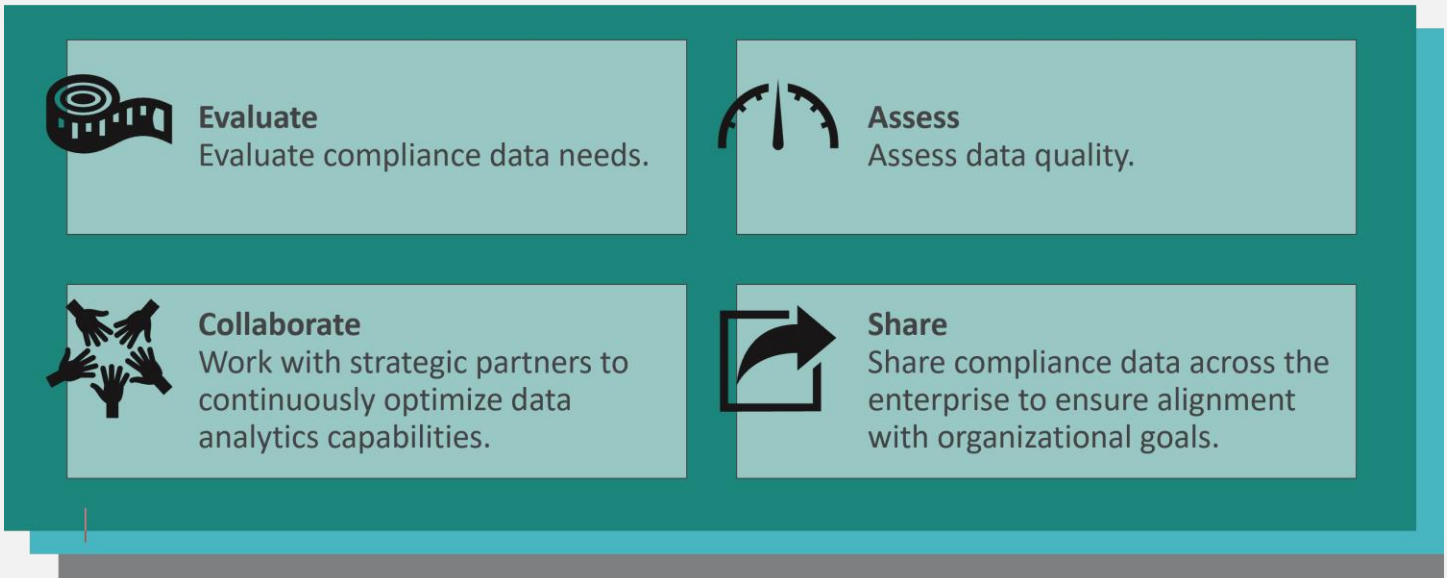 Evaluate
Evaluate compliance data needs.
Assess
Assess data quality.
Collaborate
Work with strategic partners to
continuously optimize data
analytics capabilities.
Share
Share compliance data across the
enterprise to ensure alignment
with organizational goals.